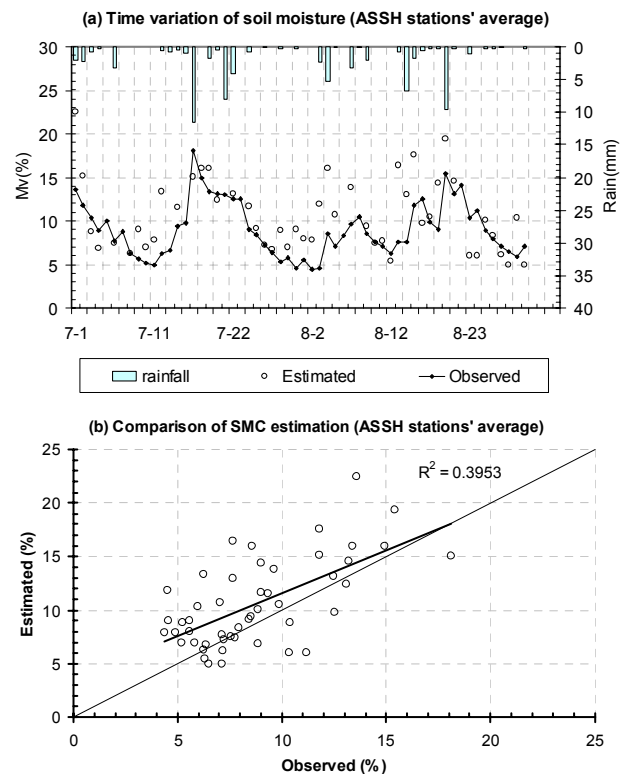 (a) Time variation of soil moisture (ASSH stations' average)
30
25
20
15
10
5
0
Mv(%)
0
5
10
15
20
25
30
35
40
Rain(mm)
7-1 7-11 7-22 8-2 8-12 8-23
rainfall Estimated Observed
(b) Comparison of SMC estimation (ASSH stations' average)
25
20
15
10
5
0
Estimated (%)
R² = 0.3953
0 5 10 15 20 25
Observed (%)